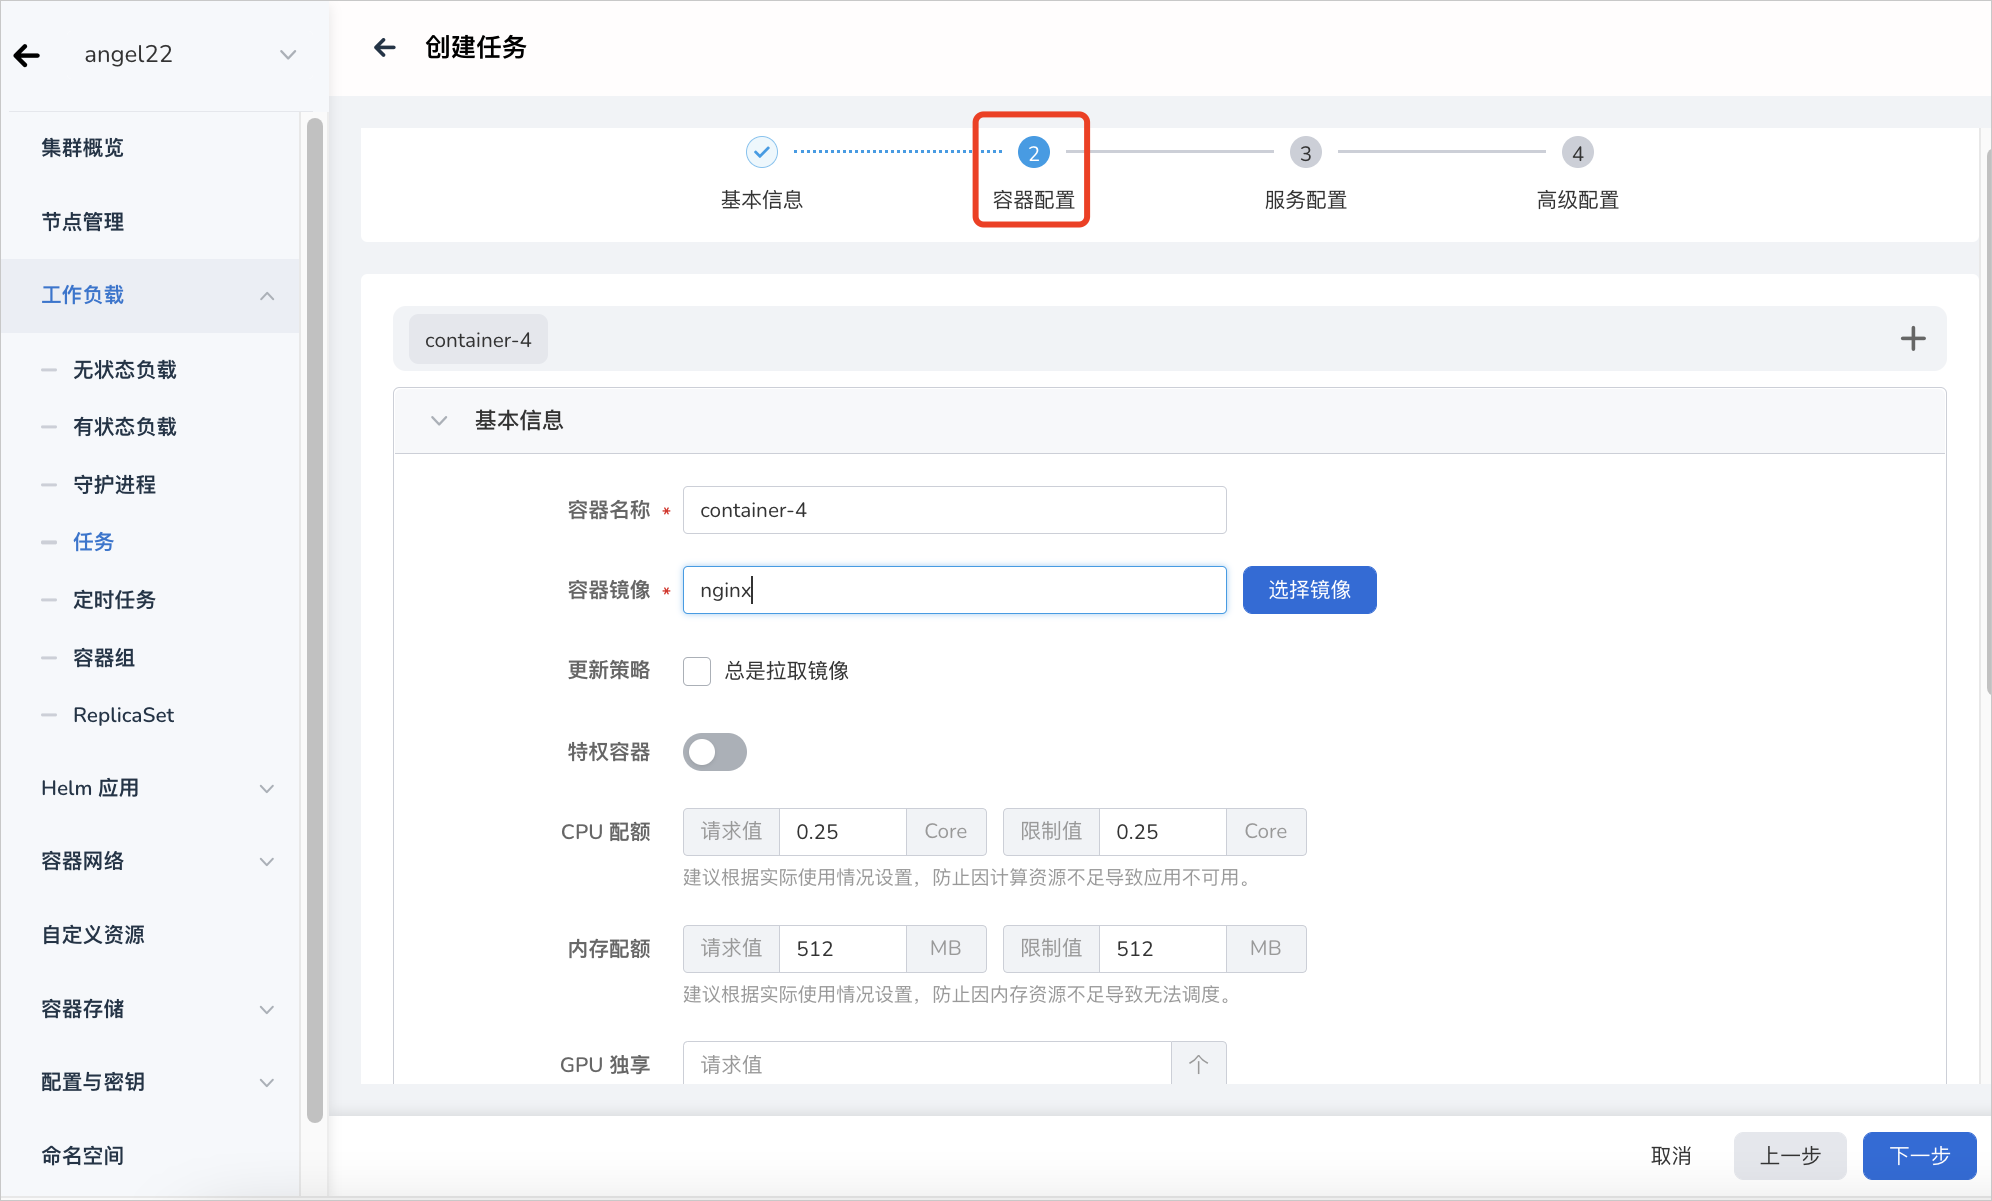 angel22
集群概览
节点管理
工作负载
无状态负载
有状态负载
守护进程
任务
定时任务
容器组
ReplicaSet
Helm 应用
容器网络
自定义资源
容器存储
配置与密钥
命名空间
创建任务
基本信息
2
容器配置
3
服务配置
4
高级配置
container-4
基本信息
容器名称 * container-4
容器镜像 * nginx 选择镜像
更新策略 总是拉取镜像
特权容器
CPU 配额 请求值 0.25 Core 限制值 0.25 Core
建议根据实际使用情况设置，防止因计算资源不足导致应用不可用。
内存配额 请求值 512 MB 限制值 512 MB
建议根据实际使用情况设置，防止因内存资源不足导致无法调度。
GPU 独享 请求值 个
取消 上一步 下一步